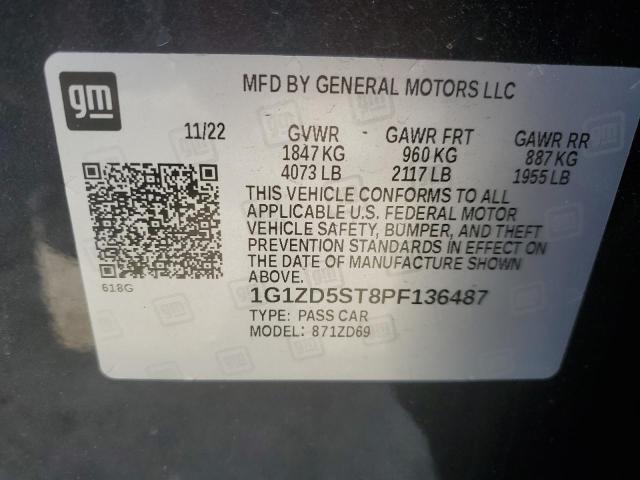 gm
MFD BY GENERAL MOTORS LLC
11/22 GVWR GAWR FRT GAWR RR
1847 KG 960 KG 887 KG
4073 LB 2117 LB 1955 LB
THIS VEHICLE CONFORMS TO ALL
APPLICABLE U.S. FEDERAL MOTOR
VEHICLE SAFETY, BUMPER, AND THEFT
PREVENTION STANDARDS IN EFFECT ON
THE DATE OF MANUFACTURE SHOWN
ABOVE.
618G
1G1ZD5ST8PF136487
TYPE: PASS CAR
MODEL: 871ZD69